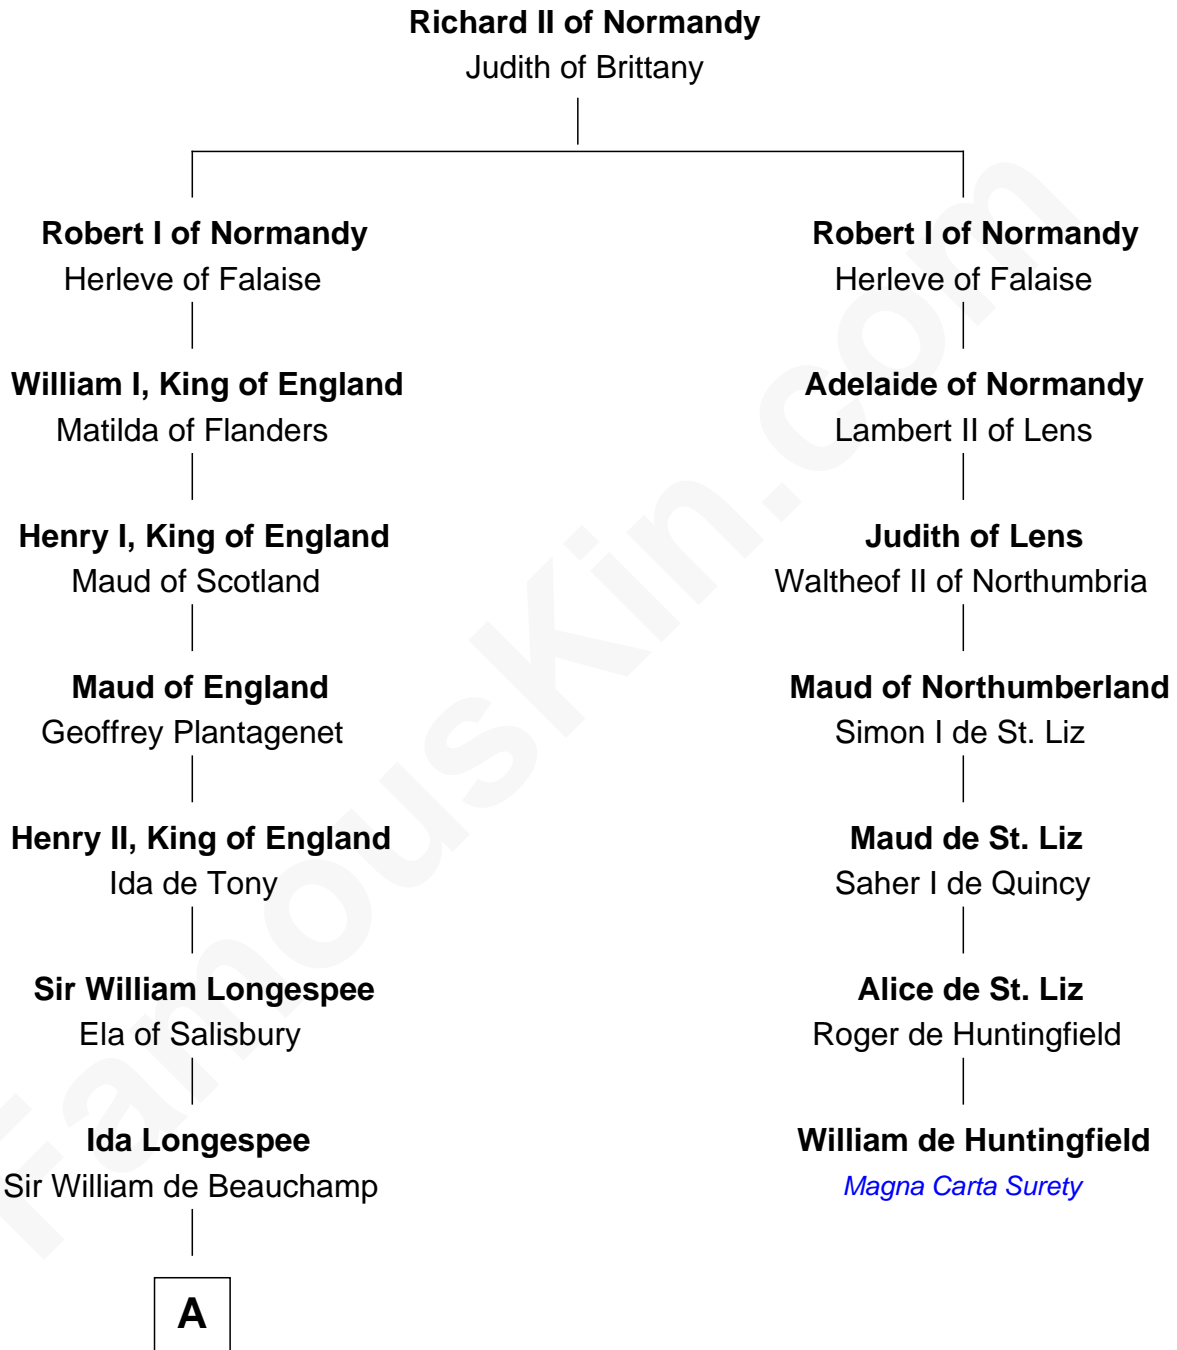 Richard II of Normandy
Judith of Brittany
Robert I of Normandy
Herleve of Falaise
William I, King of England
Matilda of Flanders
Henry I, King of England
Maud of Scotland
Maud of England
Geoffrey Plantagenet
Henry II, King of England
Ida de Tony
Sir William Longespee
Ela of Salisbury
Ida Longespee
Sir William de Beauchamp
A
Robert I of Normandy
Herleve of Falaise
Adelaide of Normandy
Lambert II of Lens
Judith of Lens
Waltheof II of Northumbria
Maud of Northumberland
Simon I de St. Liz
Maud de St. Liz
Saher I de Quincy
Alice de St. Liz
Roger de Huntingfield
William de Huntingfield
Magna Carta Surety
FamousKin.com